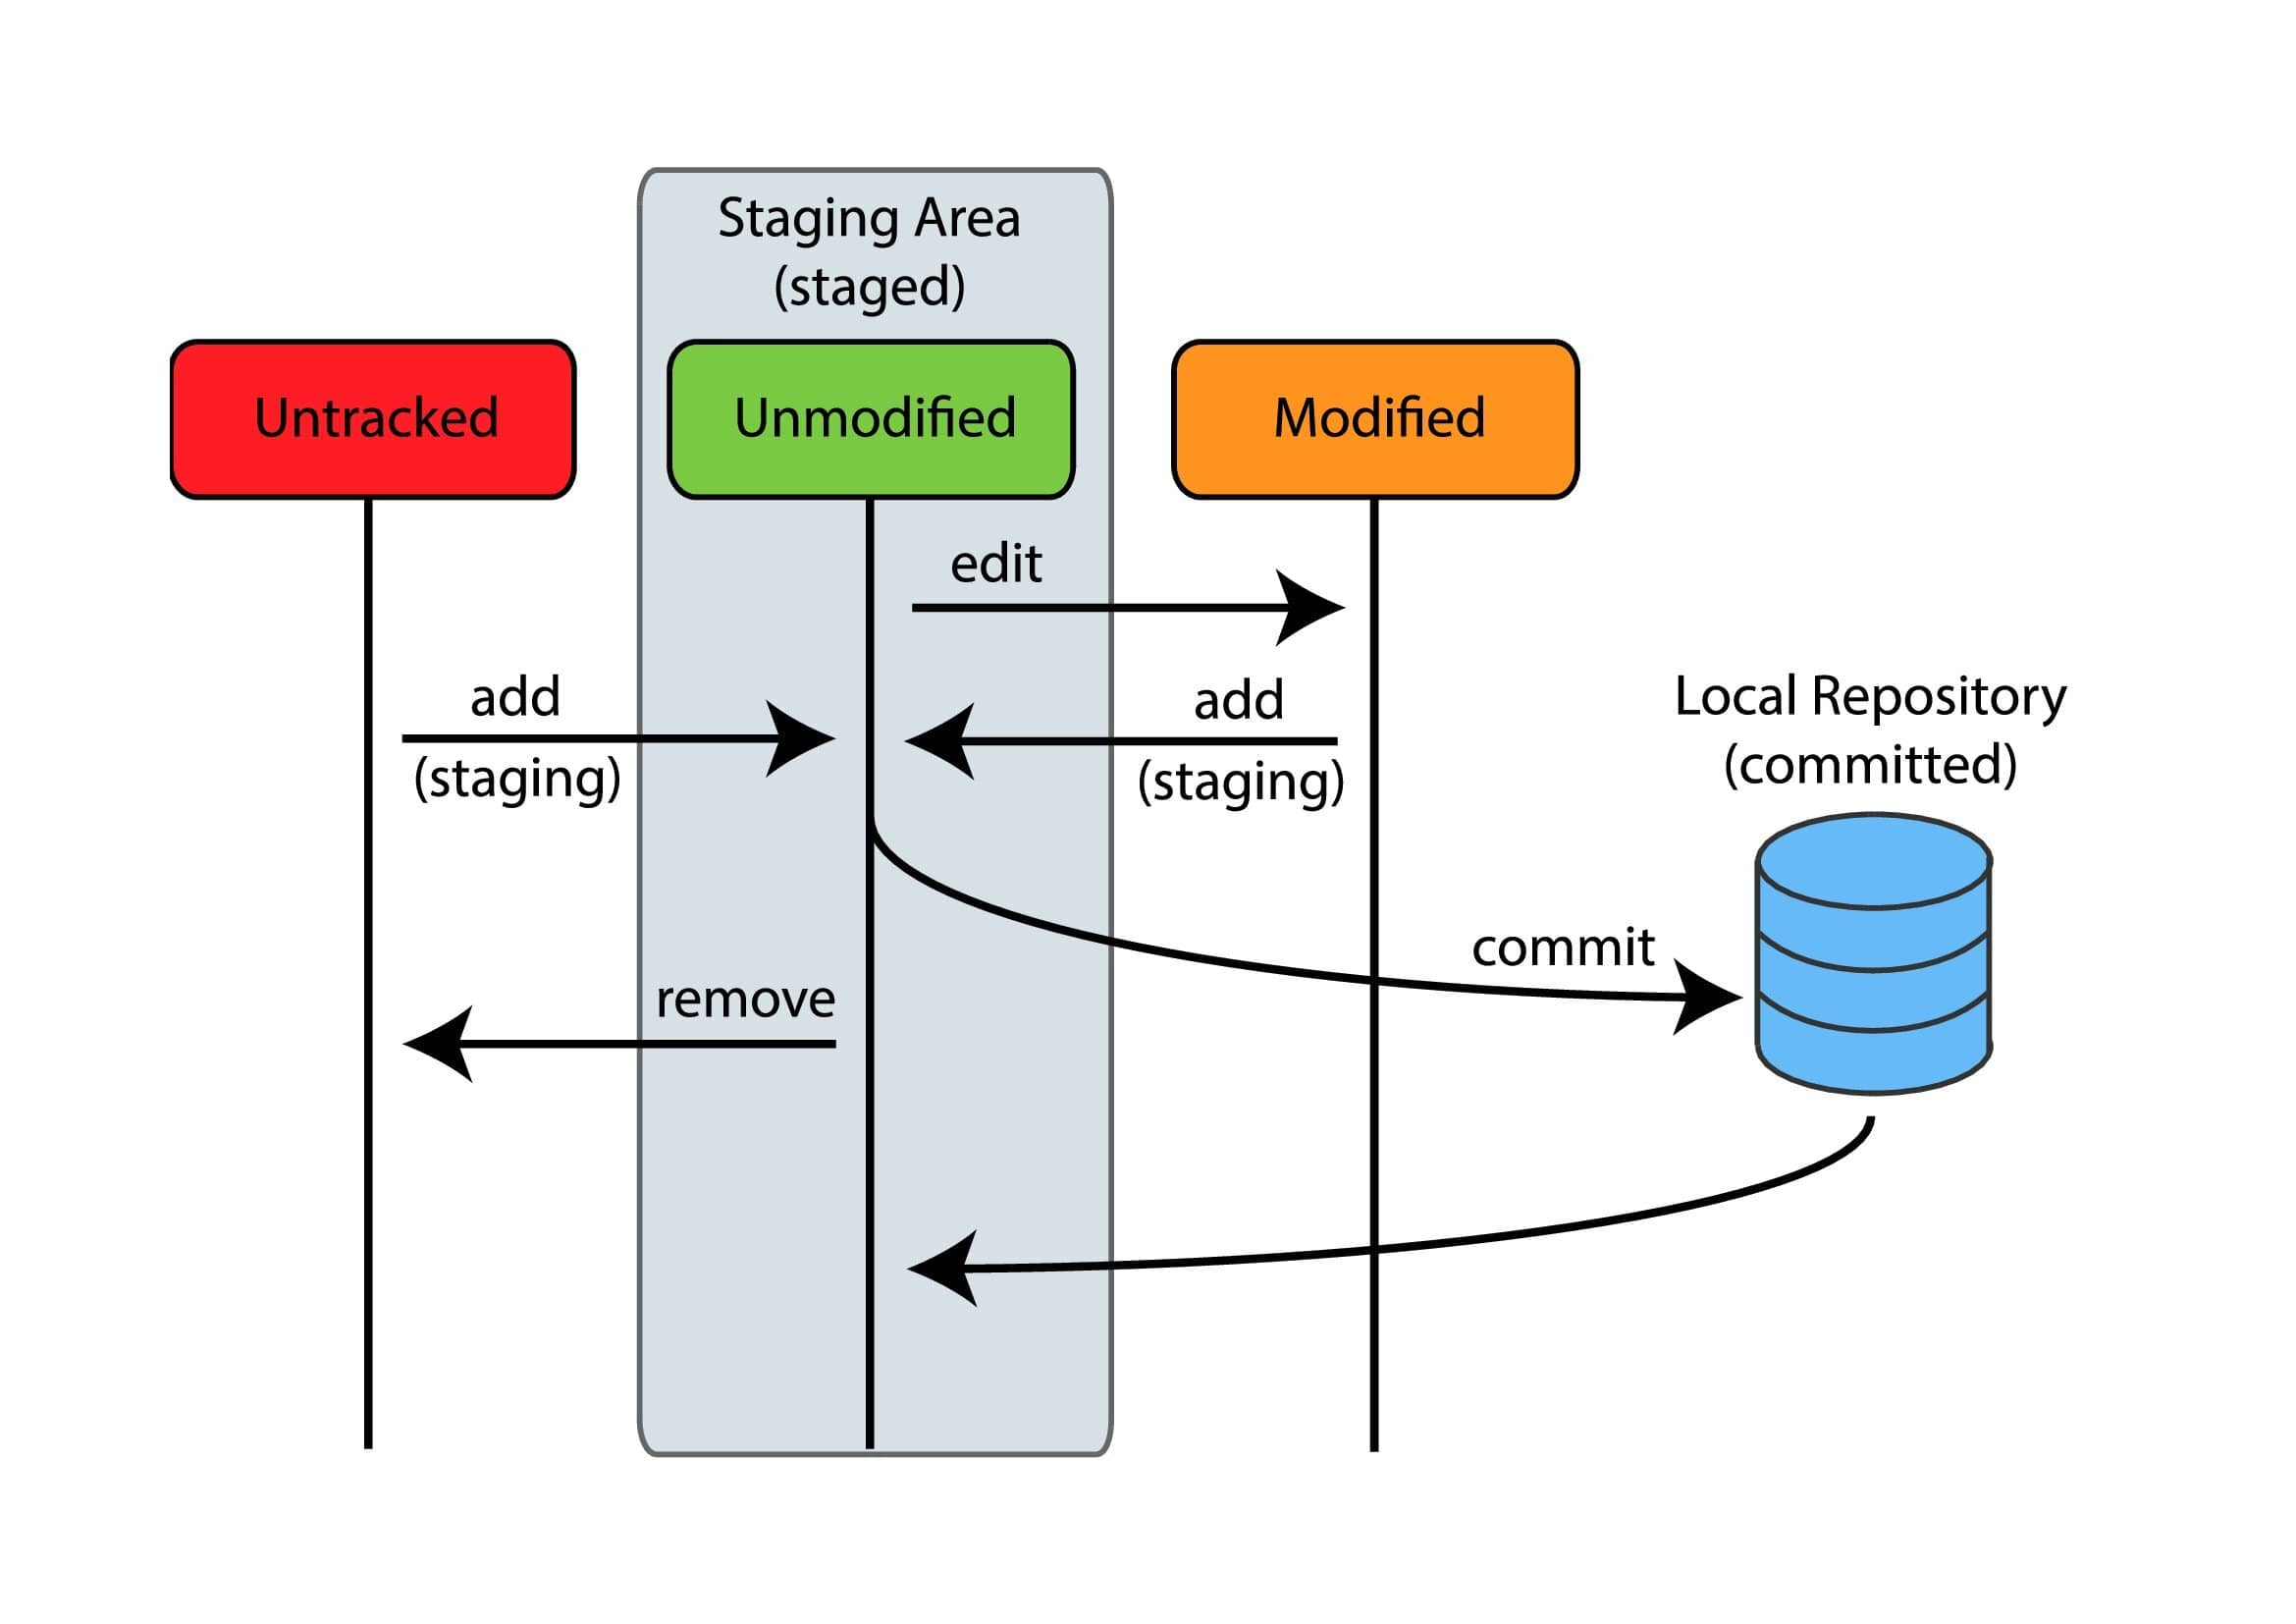 Staging Area
(staged)
Untracked
Unmodified
Modified
edit
add
(staging)
add
(staging)
Local Repository
(committed)
commit
remove